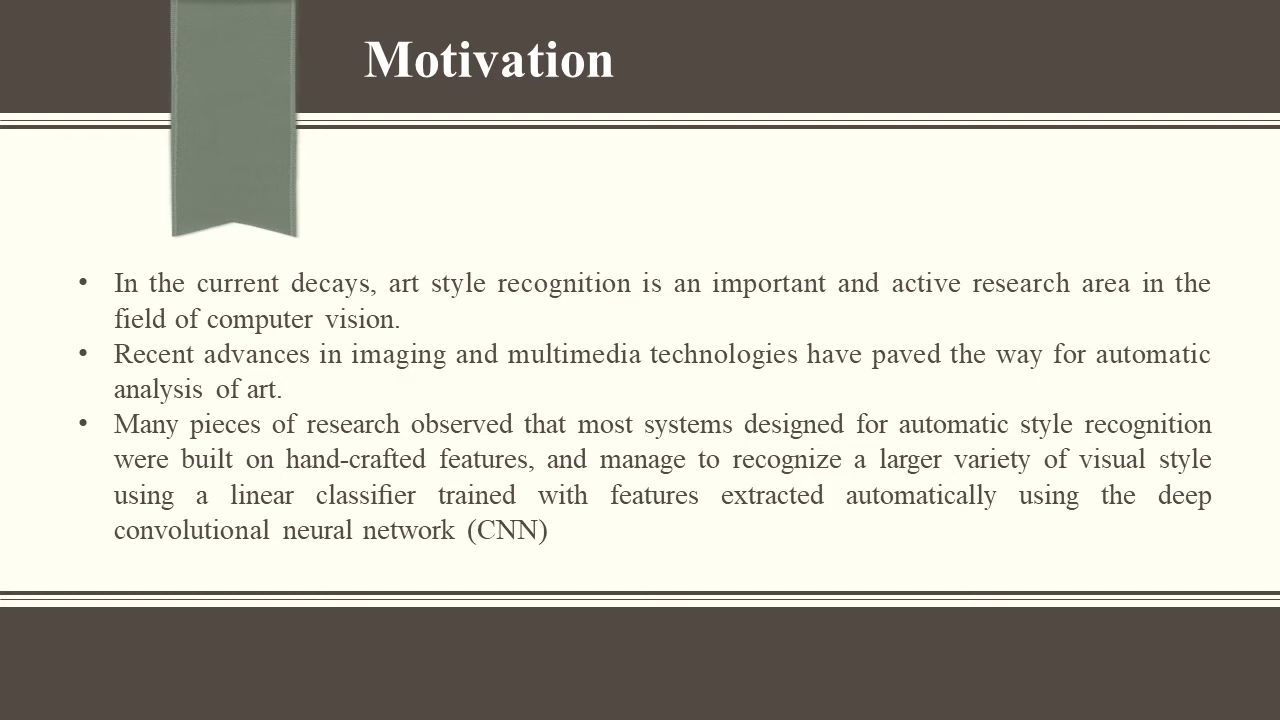 Motivation
• In the current decays, art style recognition is an important and active research area in the
field of computer vision.
• Recent advances in imaging and multimedia technologies have paved the way for automatic
analysis of art.
• Many pieces of research observed that most systems designed for automatic style recognition
were built on hand-crafted features, and manage to recognize a larger variety of visual style
using a linear classifier trained with features extracted automatically using the deep
convolutional neural network (CNN)